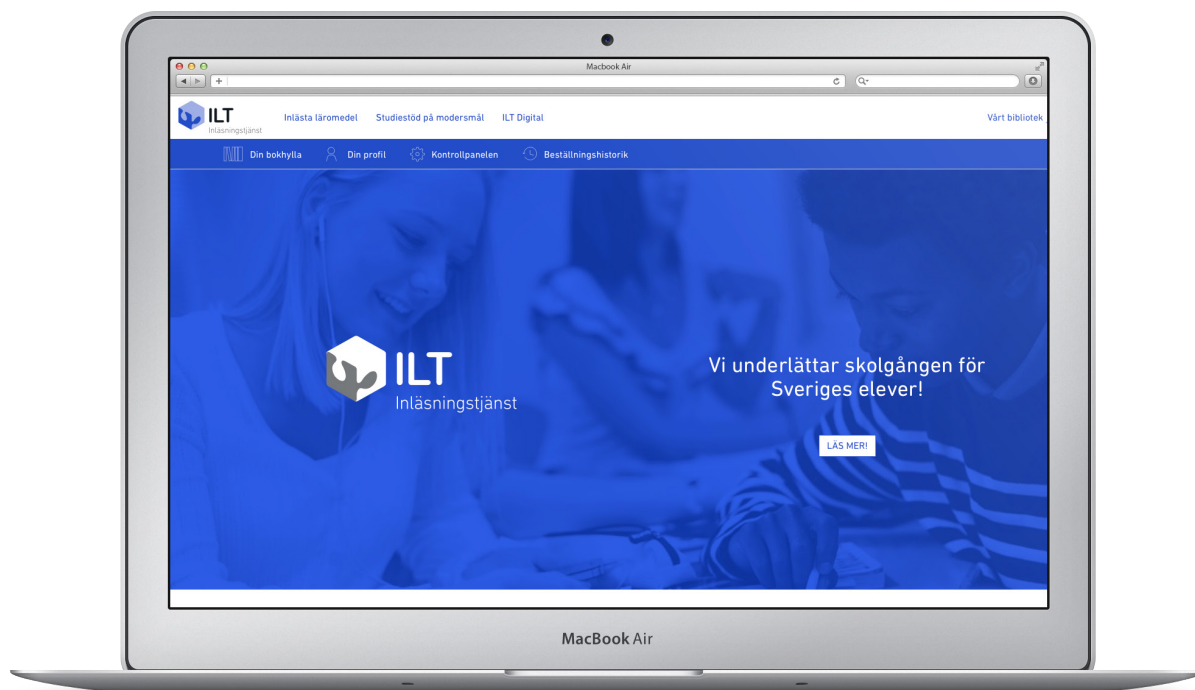 Macbook Air
ILT
Inläsningstjänst
Inlästa läromedel Studiestöd på modersmål ILT Digital Vårt bibliotek
Din bokhylla Din profil Kontrollpanelen Beställningshistorik
ILT
Inläsningstjänst
Vi underlättar skolgången för
Sveriges elever!
LÄS MER!
MacBook Air